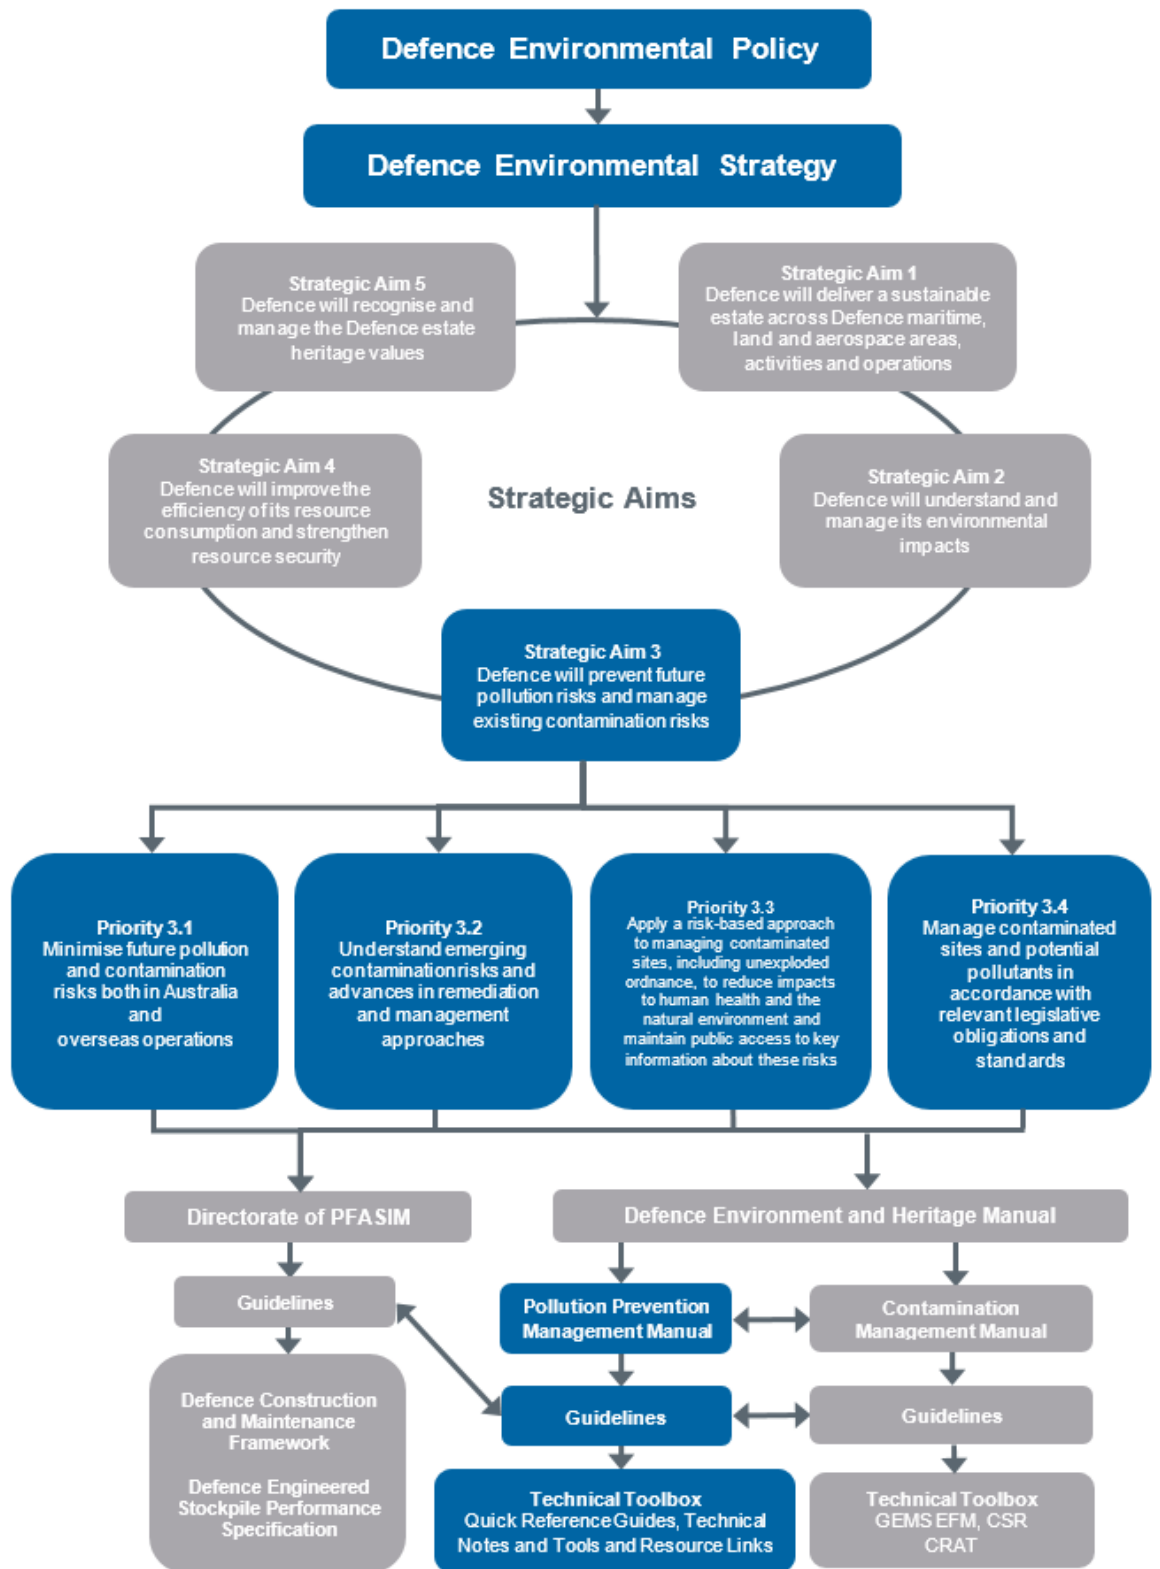 Defence Environmental Policy
Defence Environmental Strategy
Strategic Aim 5
Defence will recognise and
manage the Defence estate
heritage values
Strategic Aim 1
Defence will deliver a sustainable
estate across Defence maritime,
land and aerospace areas,
activities and operations
Strategic Aim 4
Defence will improve the
efficiency of its resource
consumption and strengthen
resource security
Strategic Aims
Strategic Aim 2
Defence will understand and
manage its environmental
impacts
Strategic Aim 3
Defence will prevent future
pollution risks and manage
existing contamination risks
Priority 3.1
Minimise future pollution
and contamination
risks both in Australia
and
overseas operations
Priority 3.2
Understand emerging
contamination risks and
advances in remediation
and management
approaches
Priority 3.3
Apply a risk-based approach
to managing contaminated
sites, including unexploded
ordnance, to reduce impacts
to human health and the
natural environment and
maintain public access to key
information about these risks
Priority 3.4
Manage contaminated
sites and potential
pollutants in
accordance with
relevant legislative
obligations and
standards
Directorate of PFASIM
Defence Environment and Heritage Manual
Guidelines
Pollution Prevention
Management Manual
Contamination
Management Manual
Defence Construction
and Maintenance
Framework
Defence Engineered
Stockpile Performance
Specification
Guidelines
Guidelines
Technical Toolbox
Quick Reference Guides, Technical
Notes and Tools and Resource Links
Technical Toolbox
GEMS EFM, CSR
CRAT